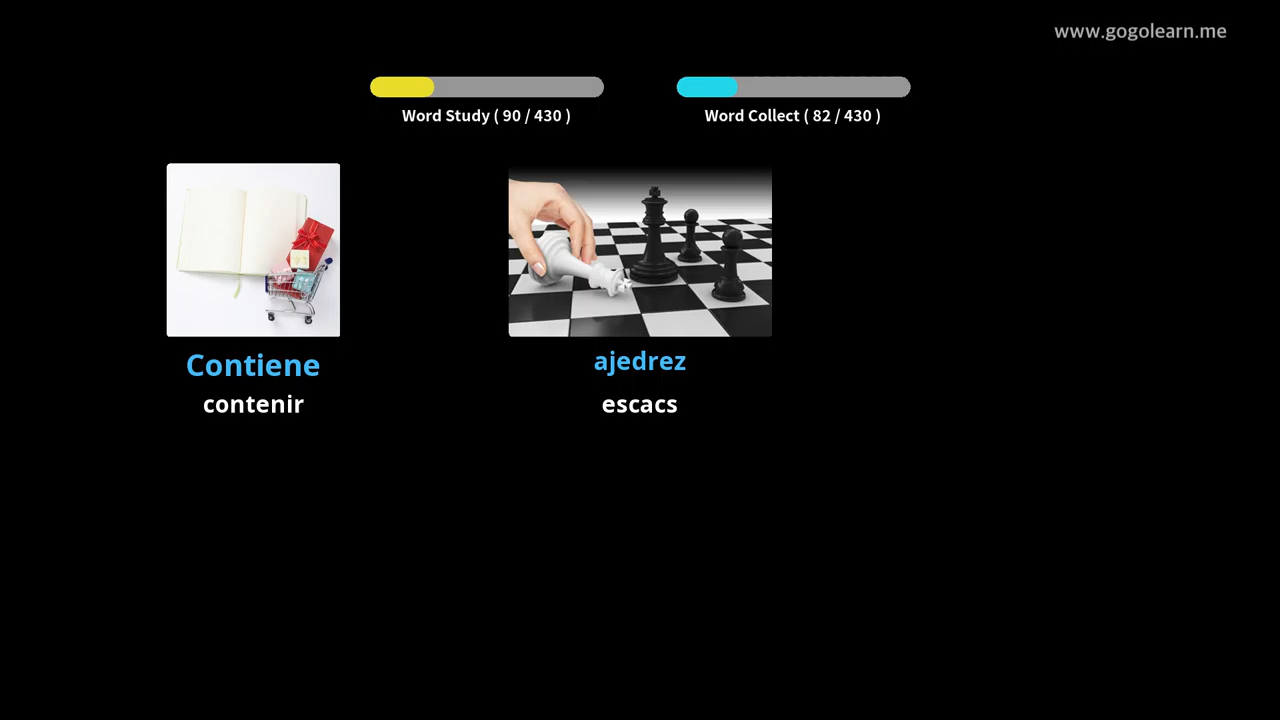 www.gogolearn.me
Word Study ( 90 / 430 )
Word Collect ( 82 / 430 )
Contiene
contenir
ajedrez
escacs